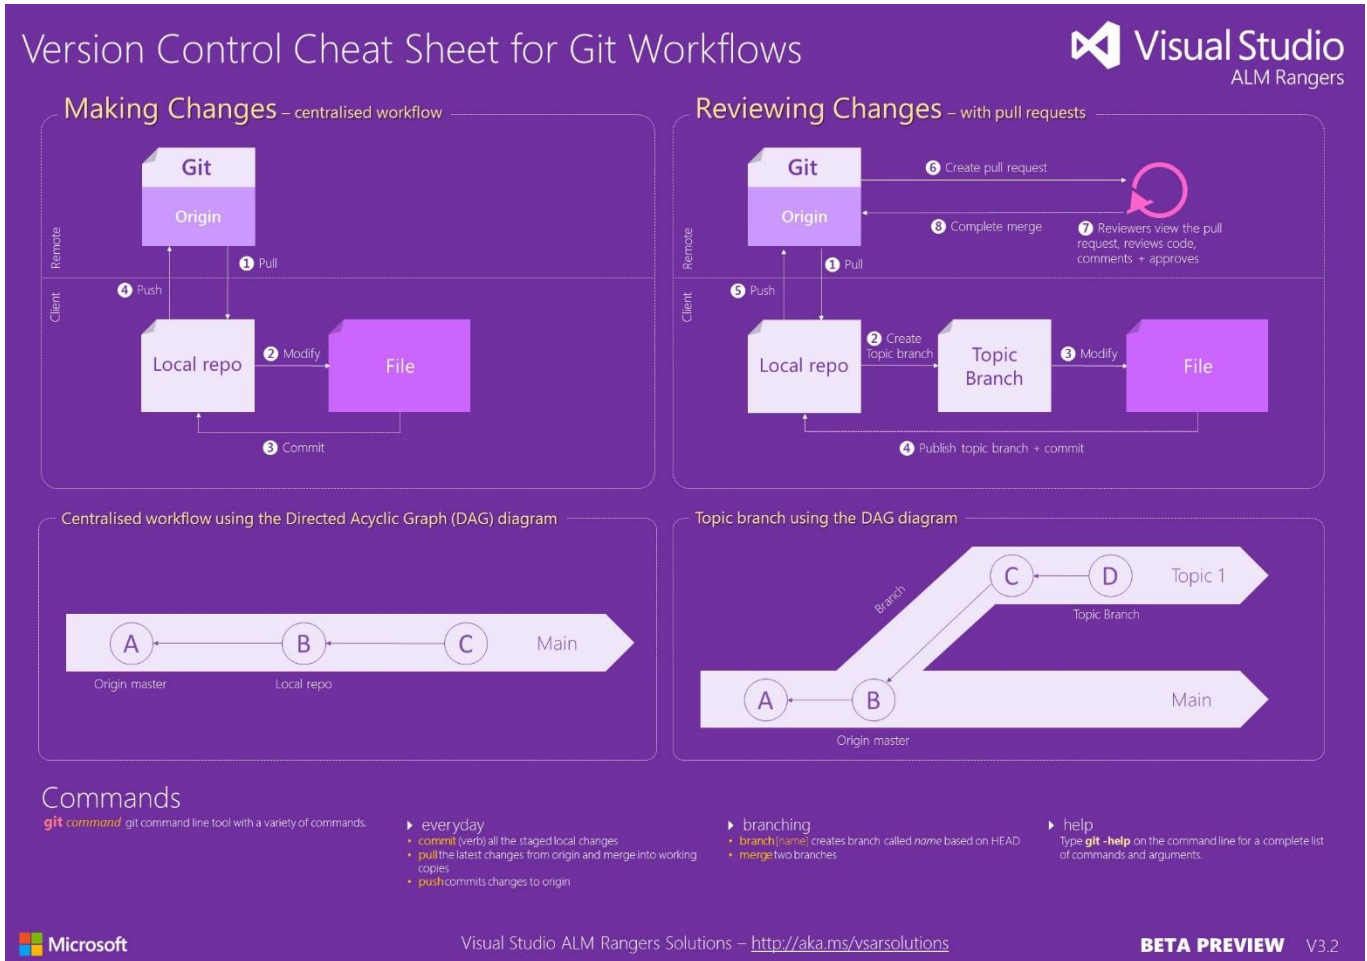 Version Control Cheat Sheet for Git Workflows
Visual Studio
ALM Rangers
Making Changes – centralised workflow
Remote
Client
Git
Origin
1 Pull
4 Push
Local repo
2 Modify
File
3 Commit
Reviewing Changes – with pull requests
Remote
Client
Git
Origin
6 Create pull request
8 Complete merge
7 Reviewers view the pull
request, reviews code,
comments + approves
1 Pull
5 Push
Local repo
2 Create
Topic branch
Topic
Branch
3 Modify
File
4 Publish topic branch + commit
Centralised workflow using the Directed Acyclic Graph (DAG) diagram
A
B
C
Main
Origin master
Local repo
Topic branch using the DAG diagram
Branch
C
D
Topic 1
Topic Branch
A
B
Main
Origin master
Commands
git command git command line tool with a variety of commands.
everyday
• commit (verb) all the staged local changes
• pull the latest changes from origin and merge into working
copies
• push commits changes to origin
branching
• branch [name] creates branch called name based on HEAD
• merge two branches
help
Type git -help on the command line for a complete list
of commands and arguments.
Microsoft
Visual Studio ALM Rangers Solutions – http://aka.ms/vsarsolutions
BETA PREVIEW V3.2